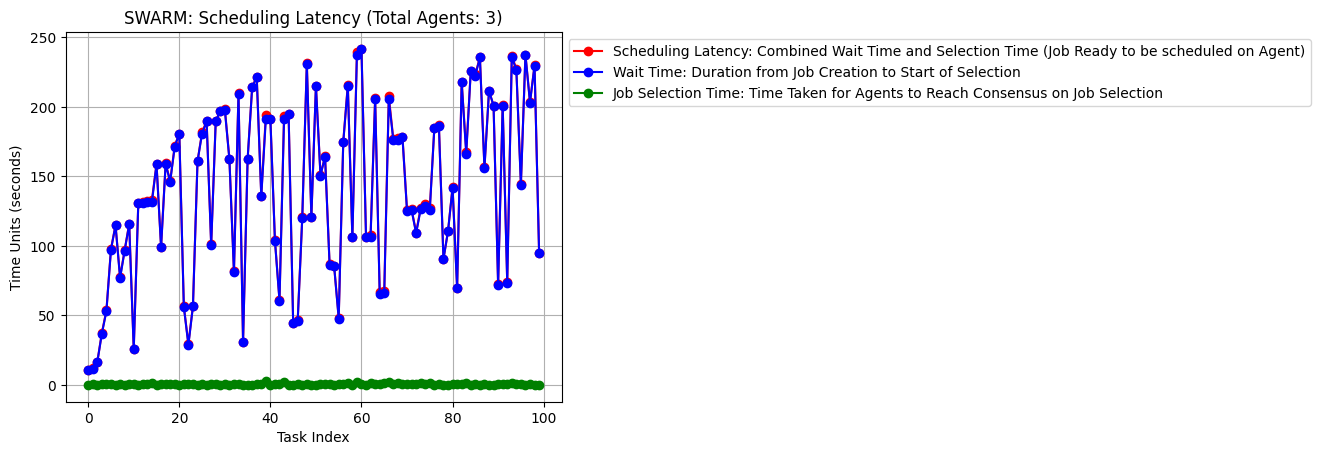 SWARM: Scheduling Latency (Total Agents: 3)
250
200
150
100
50
0
Time Units (seconds)
0 20 40 60 80 100
Task Index
Scheduling Latency: Combined Wait Time and Selection Time (Job Ready to be scheduled on Agent)
Wait Time: Duration from Job Creation to Start of Selection
Job Selection Time: Time Taken for Agents to Reach Consensus on Job Selection